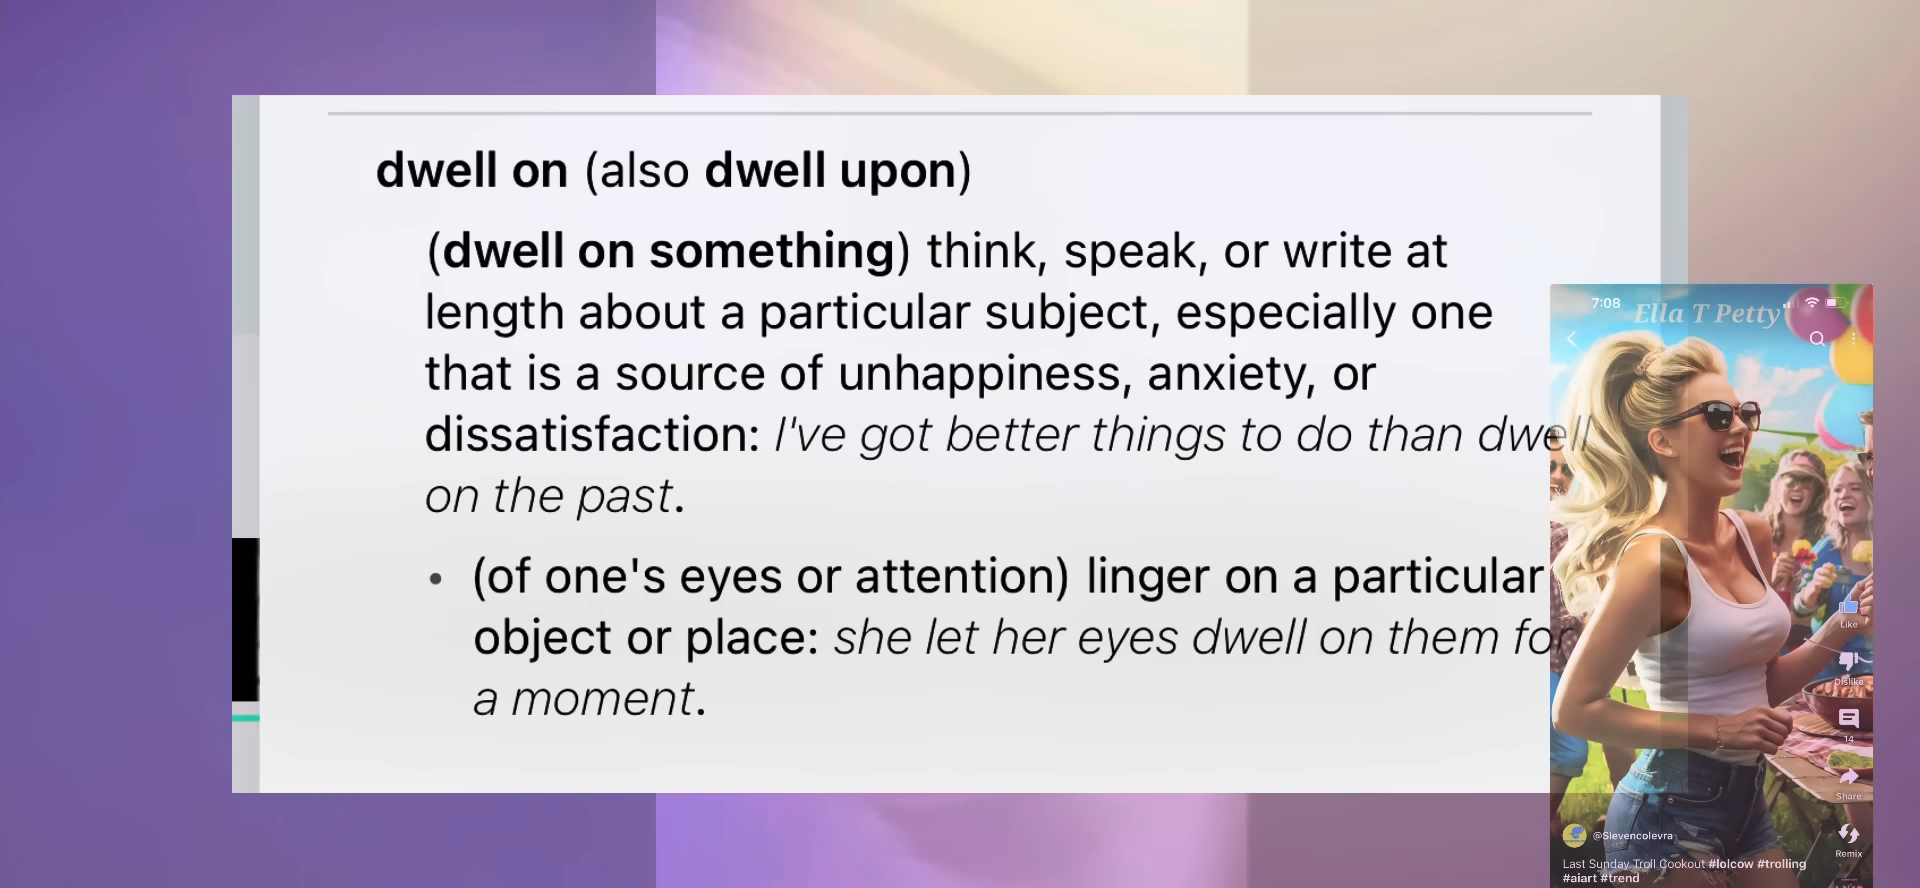 dwell on (also dwell upon)
(dwell on something) think, speak, or write at
length about a particular subject, especially one
that is a source of unhappiness, anxiety, or
dissatisfaction: I've got better things to do than dwell
on the past.
• (of one's eyes or attention) linger on a particular
object or place: she let her eyes dwell on them for
a moment.
7:08
Ella T Petty
Like
Dislike
14
Share
Remix
@Slevencolevra
Last Sunday Troll Cookout #lolcow #trolling
#aiart #trend